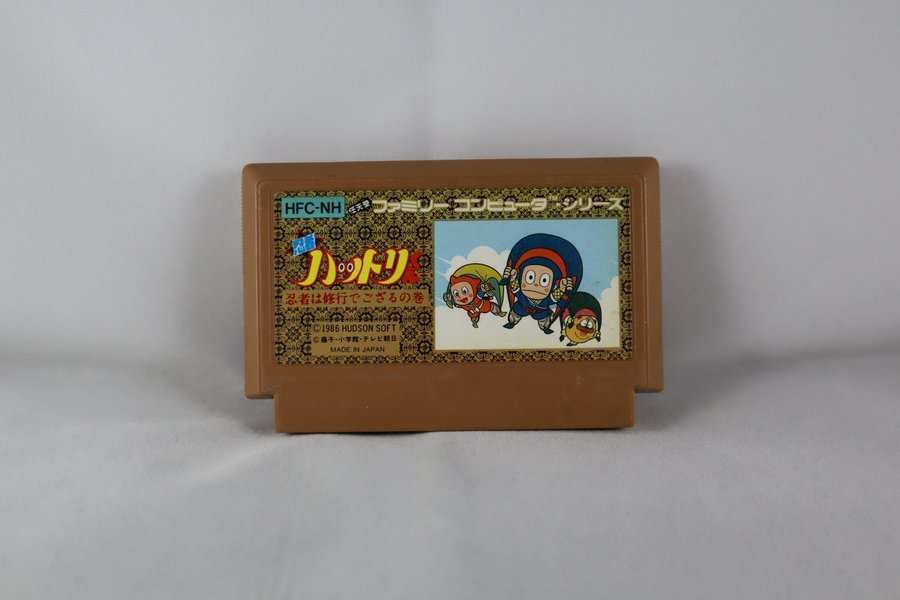 HFC-NH
任天堂 ファミリー コンピュータ・シリーズ
忍者
ハットリくん
忍者は修行でござるの巻
©1986 HUDSON SOFT
©藤子・小学館・テレビ朝日
MADE IN JAPAN